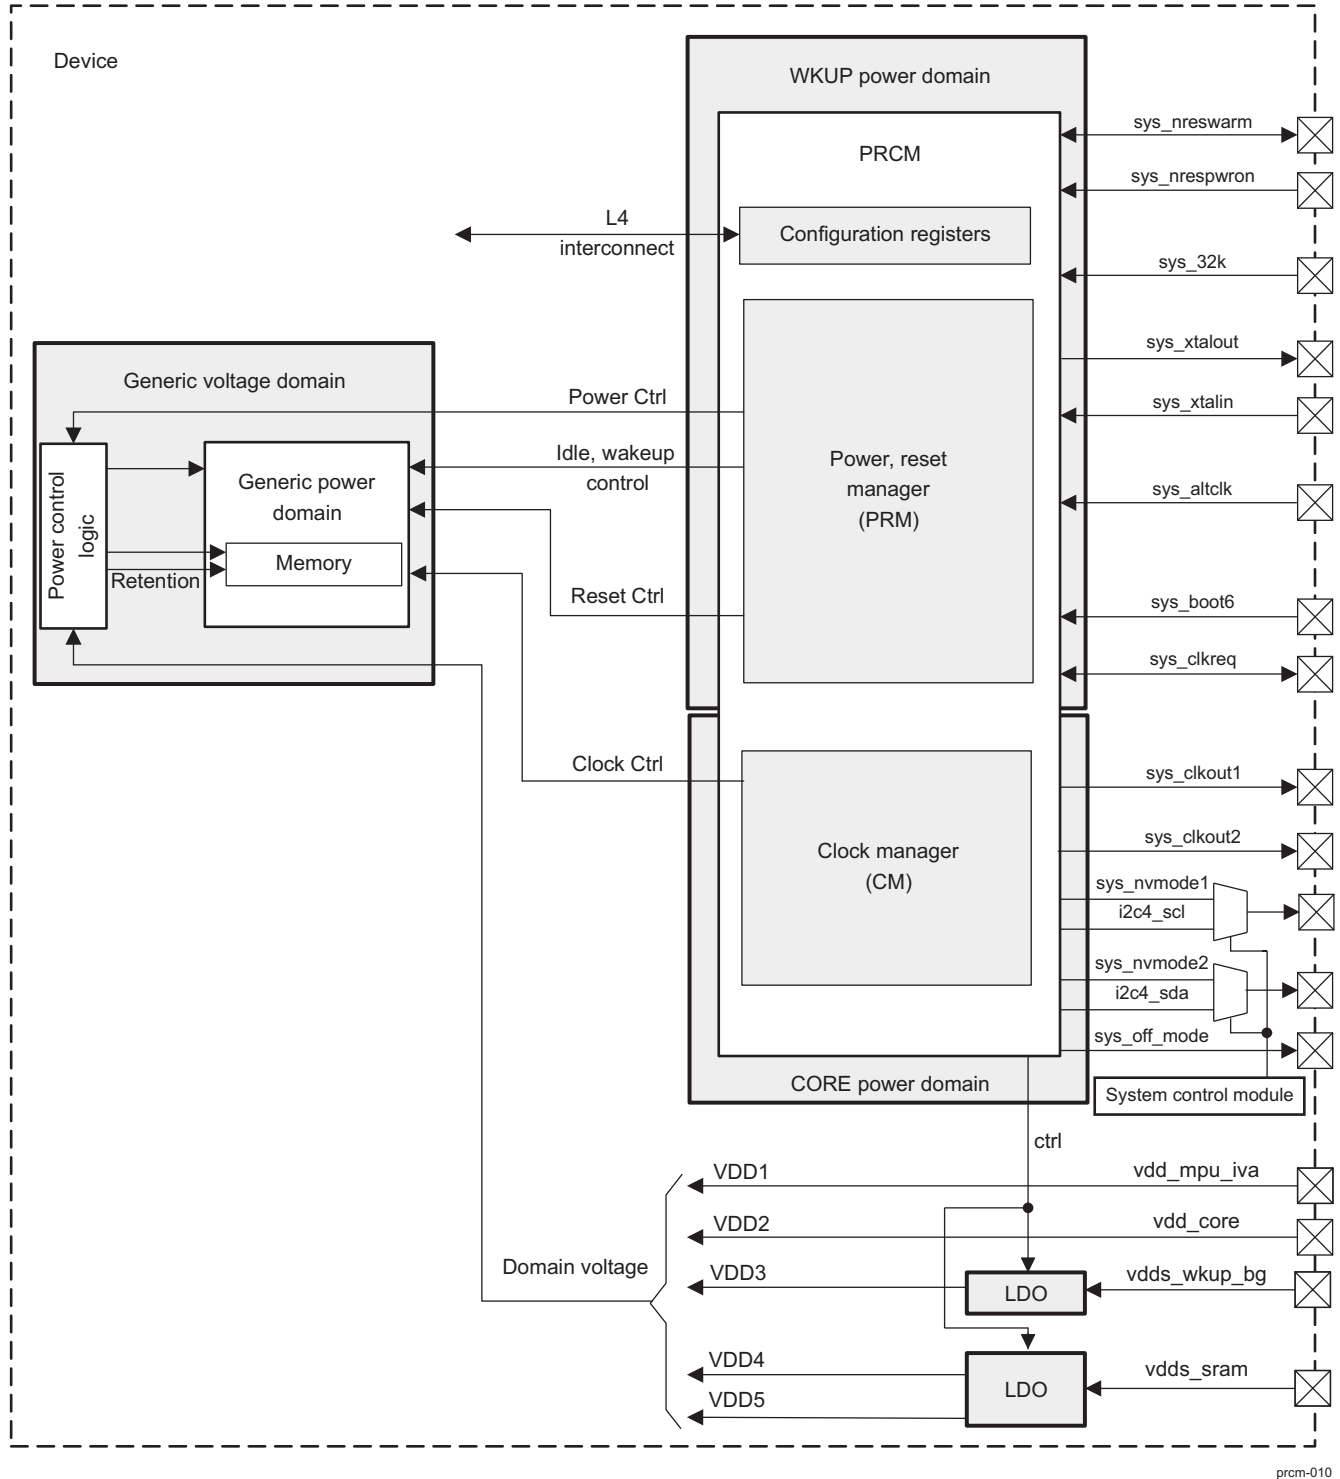 Device
WKUP power domain
PRCM
sys_nreswarm
sys_nrespwron
L4
interconnect
Configuration registers
sys_32k
sys_xtalout
Generic voltage domain
Power Ctrl
sys_xtalin
Idle, wakeup
control
Power, reset
manager
(PRM)
Power control
logic
Generic power
domain
sys_altclk
Memory
Retention
Reset Ctrl
sys_boot6
sys_clkreq
Clock Ctrl
sys_clkout1
Clock manager
(CM)
sys_clkout2
sys_nvmode1
i2c4_scl
sys_nvmode2
i2c4_sda
sys_off_mode
CORE power domain
System control module
ctrl
VDD1
vdd_mpu_iva
VDD2
vdd_core
Domain voltage
VDD3
LDO
vdds_wkup_bg
VDD4
VDD5
LDO
vdds_sram
prcm-010